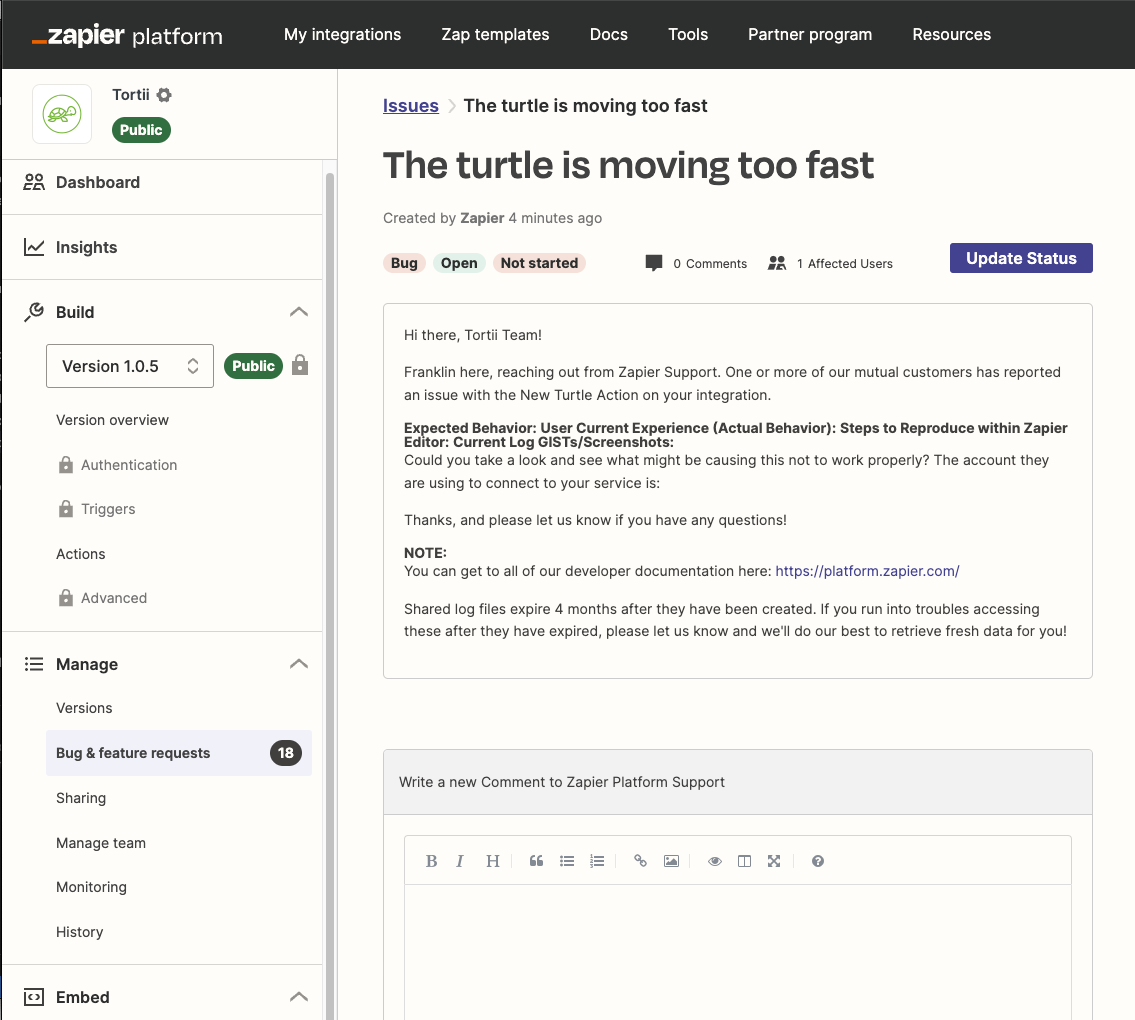 zapier platform
My integrations
Zap templates
Docs
Tools
Partner program
Resources
Tortii
Public
Dashboard
Insights
Build
Version 1.0.5
Public
Version overview
Authentication
Triggers
Actions
Advanced
Manage
Versions
Bug & feature requests
18
Sharing
Manage team
Monitoring
History
Embed
Issues
The turtle is moving too fast
The turtle is moving too fast
Created by Zapier 4 minutes ago
Bug
Open
Not started
0 Comments
1 Affected Users
Update Status
Hi there, Tortii Team!
Franklin here, reaching out from Zapier Support. One or more of our mutual customers has reported
an issue with the New Turtle Action on your integration.
Expected Behavior: User Current Experience (Actual Behavior): Steps to Reproduce within Zapier
Editor: Current Log GISTs/Screenshots:
Could you take a look and see what might be causing this not to work properly? The account they
are using to connect to your service is:
Thanks, and please let us know if you have any questions!
NOTE:
You can get to all of our developer documentation here: https://platform.zapier.com/
Shared log files expire 4 months after they have been created. If you run into troubles accessing
these after they have expired, please let us know and we'll do our best to retrieve fresh data for you!
Write a new Comment to Zapier Platform Support
B I H